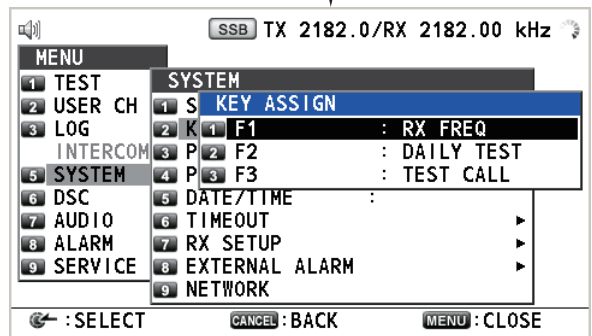 SSB TX 2182.0/RX 2182.00 kHz
MENU
1 TEST
2 USER CH
3 LOG
INTERCOM
5 SYSTEM
6 DSC
7 AUDIO
8 ALARM
9 SERVICE
SYSTEM
1 S
2 K
3 P
4 P
5 DATE/TIME :
6 TIMEOUT
7 RX SETUP
8 EXTERNAL ALARM
9 NETWORK
KEY ASSIGN
1 F1 : RX FREQ
2 F2 : DAILY TEST
3 F3 : TEST CALL
: SELECT CANCEL : BACK MENU : CLOSE